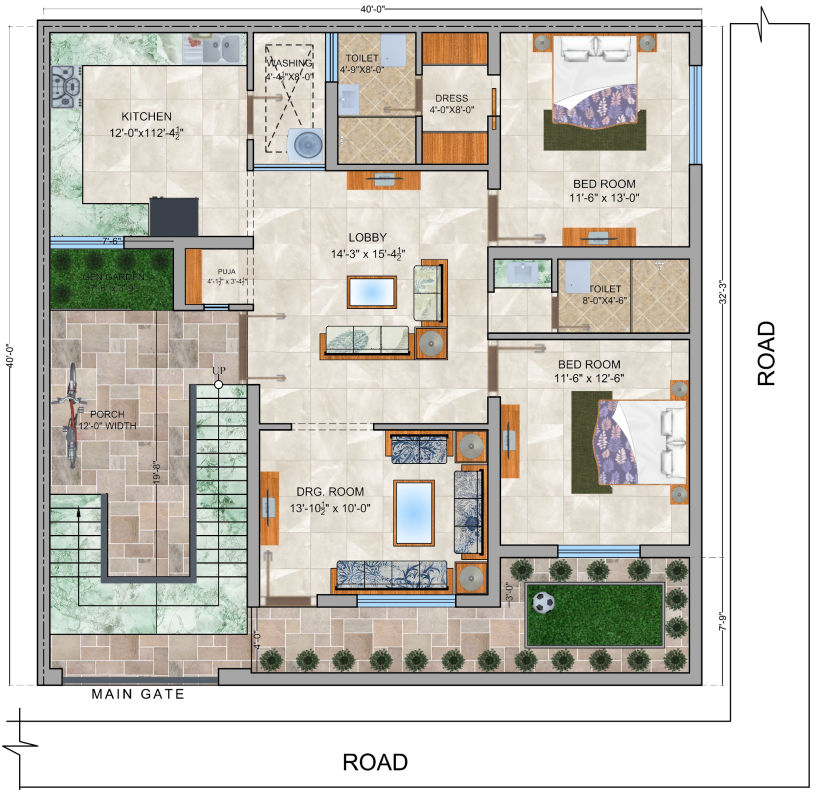 40'-0"
WASHING
4'-4½"X8'-0"
TOILET
4'-9"X8'-0"
DRESS
4'-0"X8'-0"
KITCHEN
12'-0"x112'-4½"
BED ROOM
11'-6" x 13'-0"
LOBBY
14'-3" x 15'-4½"
7'-6"
PUJA
4'-1½" x 3'-4½"
TOILET
8'-0"X4'-6"
32'-3"
40'-0"
ROAD
UP
BED ROOM
11'-6" x 12'-6"
PORCH
12'-0" WIDTH
19'-8"
DRG. ROOM
13'-10½" x 10'-0"
3'-0"
7'-9"
4'-0"
MAIN GATE
ROAD